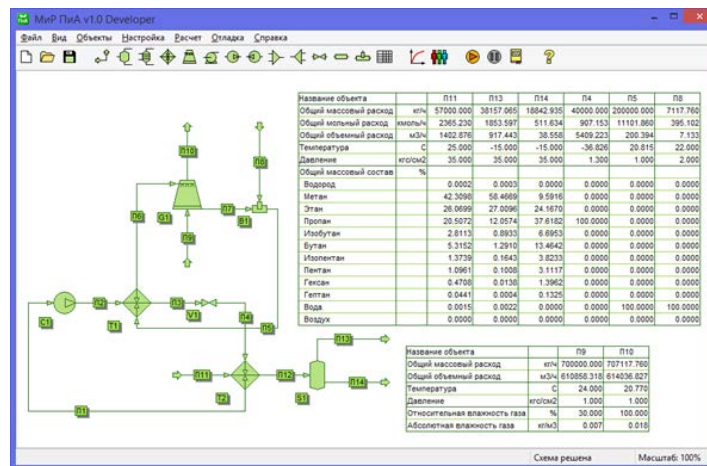 МиР ПиА v1.0 Developer
Файл Вид Объекты Настройка Расчет Отладка Справка
Название объекта П11 П13 П14 П4 П5 П8
Общий массовый расход кг/ч 57000.000 38157.065 18842.935 40000.000 200000.000 7117.760
Общий мольный расход кмоль/ч 2365.230 1853.597 511.634 907.153 11101.860 395.102
Общий объемный расход м3/ч 1402.876 917.443 38.558 5409.223 200.394 7.133
Температура C 25.000 -15.000 -15.000 -36.826 20.815 22.000
Давление кгс/см2 35.000 35.000 35.000 1.300 1.000 2.000
Общий массовый состав %
Водород 0.0002 0.0003 0.0000 0.0000 0.0000 0.0000
Метан 42.3098 58.4669 9.5916 0.0000 0.0000 0.0000
Этан 26.0699 27.0096 24.1670 0.0000 0.0000 0.0000
Пропан 20.5072 12.0574 37.6182 100.0000 0.0000 0.0000
Изобутан 2.8113 0.8933 6.6953 0.0000 0.0000 0.0000
Бутан 5.3152 1.2910 13.4642 0.0000 0.0000 0.0000
Изопентан 1.3739 0.1643 3.8233 0.0000 0.0000 0.0000
Пентан 1.0961 0.1008 3.1117 0.0000 0.0000 0.0000
Гексан 0.4708 0.0138 1.3962 0.0000 0.0000 0.0000
Гептан 0.0441 0.0004 0.1325 0.0000 0.0000 0.0000
Вода 0.0015 0.0022 0.0000 0.0000 100.0000 100.0000
Воздух 0.0000 0.0000 0.0000 0.0000 0.0000 0.0000
П10
П8
П6
G1
П7
B1
П9
C1
П2
T1
П3
V1
П4
П5
П13
П11
П12
T2
S1
П14
П1
Название объекта П9 П10
Общий массовый расход кг/ч 700000.000 707117.760
Общий объемный расход м3/ч 610858.318 614036.827
Температура C 24.000 20.770
Давление кгс/см2 1.000 1.000
Относительная влажность газа % 30.000 100.000
Абсолютная влажность газа кг/м3 0.007 0.018
Схема решена Масштаб: 100%